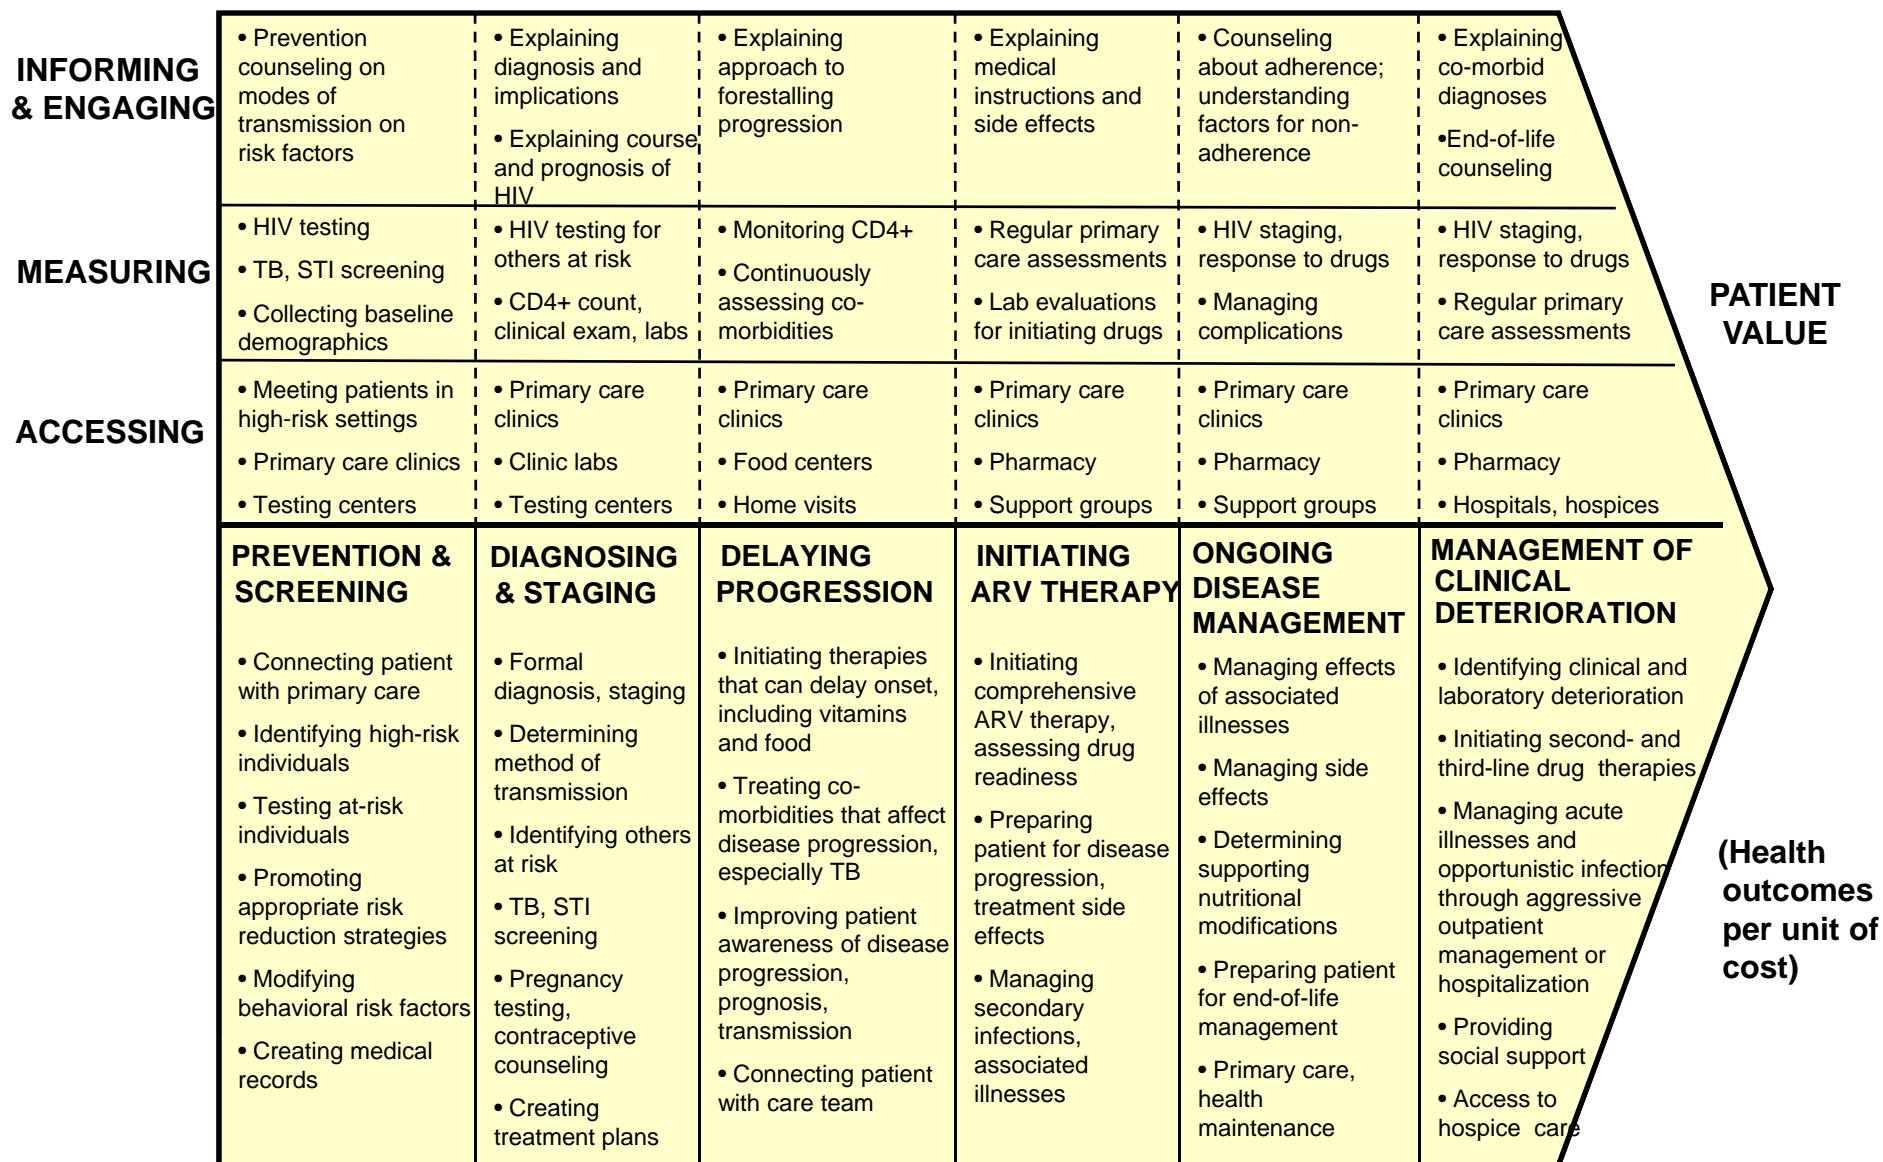 INFORMING
& ENGAGING
• Prevention
counseling on
modes of
transmission on
risk factors
• Explaining
diagnosis and
implications
• Explaining course
and prognosis of
HIV
• Explaining
approach to
forestalling
progression
• Explaining
medical
instructions and
side effects
• Counseling
about adherence;
understanding
factors for non-
adherence
• Explaining
co-morbid
diagnoses
•End-of-life
counseling
MEASURING
• HIV testing
• TB, STI screening
• Collecting baseline
demographics
• HIV testing for
others at risk
• CD4+ count,
clinical exam, labs
• Monitoring CD4+
• Continuously
assessing co-
morbidities
• Regular primary
care assessments
• Lab evaluations
for initiating drugs
• HIV staging,
response to drugs
• Managing
complications
• HIV staging,
response to drugs
• Regular primary
care assessments
ACCESSING
• Meeting patients in
high-risk settings
• Primary care clinics
• Testing centers
• Primary care
clinics
• Clinic labs
• Testing centers
• Primary care
clinics
• Food centers
• Home visits
• Primary care
clinics
• Pharmacy
• Support groups
• Primary care
clinics
• Pharmacy
• Support groups
• Primary care
clinics
• Pharmacy
• Hospitals, hospices
PREVENTION &
SCREENING
• Connecting patient
with primary care
• Identifying high-risk
individuals
• Testing at-risk
individuals
• Promoting
appropriate risk
reduction strategies
• Modifying
behavioral risk factors
• Creating medical
records
DIAGNOSING
& STAGING
• Formal
diagnosis, staging
• Determining
method of
transmission
• Identifying others
at risk
• TB, STI
screening
• Pregnancy
testing,
contraceptive
counseling
• Creating
treatment plans
DELAYING
PROGRESSION
• Initiating therapies
that can delay onset,
including vitamins
and food
• Treating co-
morbidities that affect
disease progression,
especially TB
• Improving patient
awareness of disease
progression,
prognosis,
transmission
• Connecting patient
with care team
INITIATING
ARV THERAPY
• Initiating
comprehensive
ARV therapy,
assessing drug
readiness
• Preparing
patient for disease
progression,
treatment side
effects
• Managing
secondary
infections,
associated
illnesses
ONGOING
DISEASE
MANAGEMENT
• Managing effects
of associated
illnesses
• Managing side
effects
• Determining
supporting
nutritional
modifications
• Preparing patient
for end-of-life
management
• Primary care,
health
maintenance
MANAGEMENT OF
CLINICAL
DETERIORATION
• Identifying clinical and
laboratory deterioration
• Initiating second- and
third-line drug therapies
• Managing acute
illnesses and
opportunistic infection
through aggressive
outpatient
management or
hospitalization
• Providing
social support
• Access to
hospice care
PATIENT
VALUE
(Health
outcomes
per unit of
cost)